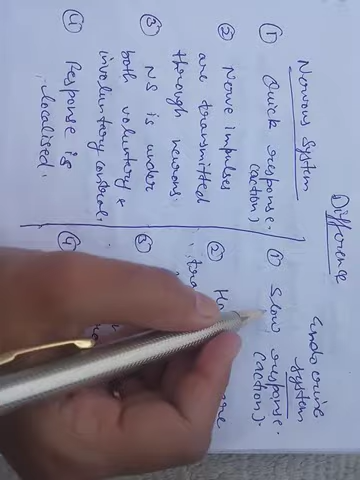 Difference
Nervous System
① Quick response.
(action)
② Nerve impulses
are transmitted
through neurons.
③ NS is under
both voluntary &
involuntary control.
④ Response is
localised.
Endocrine
System
① Slow response.
(action).
②
③
④